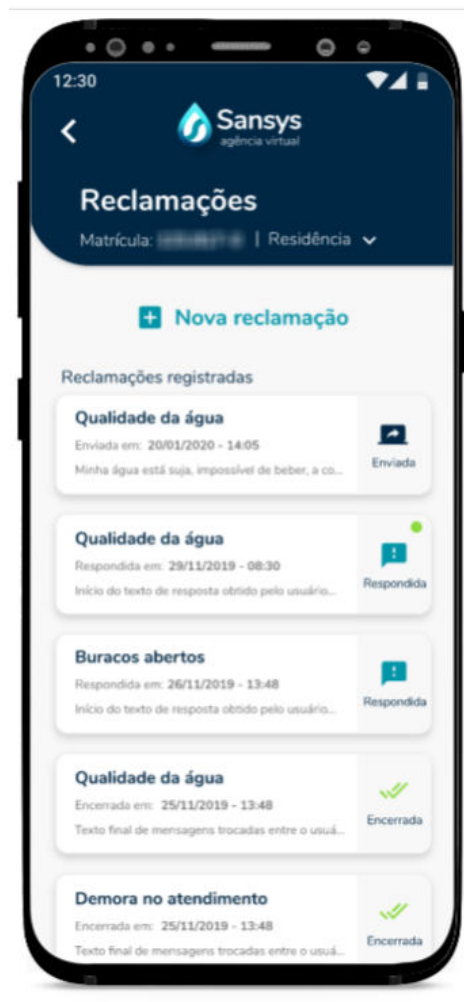 12:30
Sansys
agência virtual
Reclamações
Matrícula: | Residência
Nova reclamação
Reclamações registradas
Qualidade da água
Enviada em: 20/01/2020 - 14:05
Minha água está suja, impossível de beber, a co...
Enviada
Qualidade da água
Respondida em: 29/11/2019 - 08:30
Início do texto de resposta obtido pelo usuário...
Respondida
Buracos abertos
Respondida em: 26/11/2019 - 13:48
Início do texto de resposta obtido pelo usuário...
Respondida
Qualidade da água
Encerrada em: 25/11/2019 - 13:48
Texto final de mensagens trocadas entre o usuá...
Encerrada
Demora no atendimento
Encerrada em: 25/11/2019 - 13:48
Texto final de mensagens trocadas entre o usuá...
Encerrada